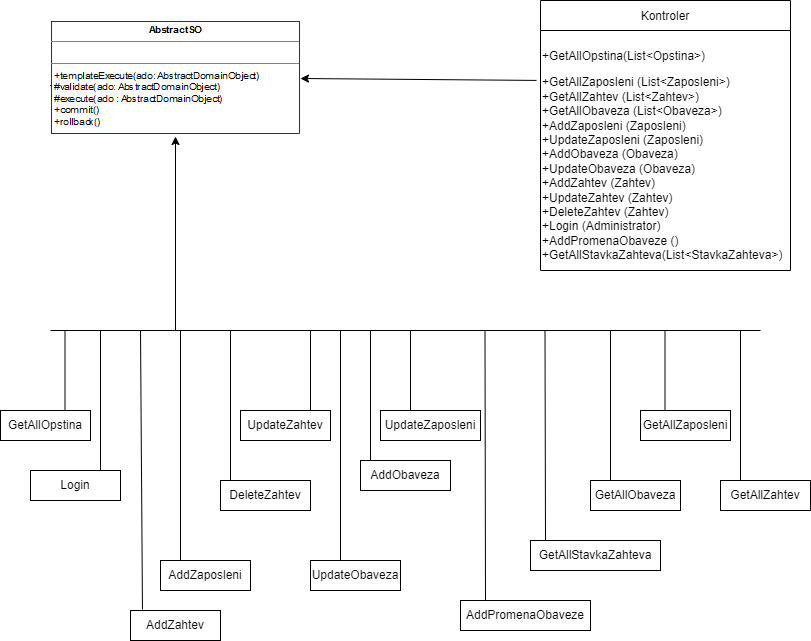 AbstractSO
+templateExecute(ado: AbstractDomainObject)
#validate(ado: AbstractDomainObject)
#execute(ado : AbstractDomainObject)
+commit()
+rollback()
Kontroler
+GetAllOpstina(List<Opstina>)
+GetAllZaposleni (List<Zaposleni>)
+GetAllZahtev (List<Zahtev>)
+GetAllObaveza (List<Obaveza>)
+AddZaposleni (Zaposleni)
+UpdateZaposleni (Zaposleni)
+AddObaveza (Obaveza)
+UpdateObaveza (Obaveza)
+AddZahtev (Zahtev)
+UpdateZahtev (Zahtev)
+DeleteZahtev (Zahtev)
+Login (Administrator)
+AddPromenaObaveze ()
+GetAllStavkaZahteva(List<StavkaZahteva>)
GetAllOpstina
UpdateZahtev
UpdateZaposleni
GetAllZaposleni
Login
AddObaveza
DeleteZahtev
GetAllObaveza
GetAllZahtev
GetAllStavkaZahteva
AddZaposleni
UpdateObaveza
AddPromenaObaveze
AddZahtev